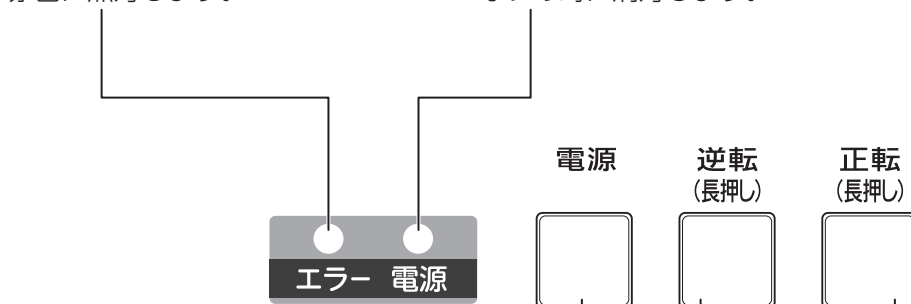 電源
逆転
(長押し)
正転
(長押し)
エラー 電源